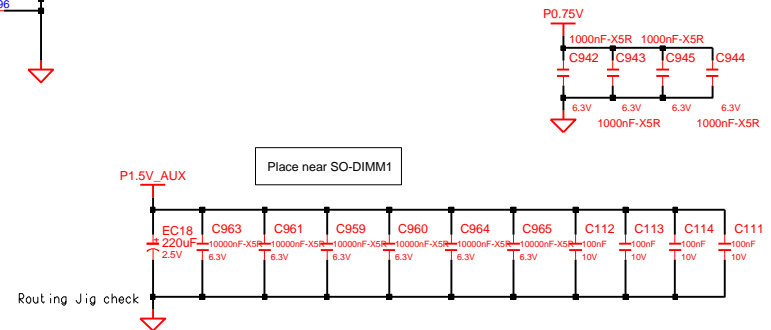 96
P0.75V
1000nF-X5R 1000nF-X5R
C942 C943 C945 C944
6.3V 6.3V 6.3V 6.3V
1000nF-X5R 1000nF-X5R
Place near SO-DIMM1
P1.5V_AUX
EC18 C963 C961 C959 C960 C964 C965 C112 C113 C114 C111
220uF 10000nF-X5R 10000nF-X5R 10000nF-X5R 10000nF-X5R 10000nF-X5R 10000nF-X5R 100nF 100nF 100nF 100nF
2.5V 6.3V 6.3V 6.3V 6.3V 6.3V 6.3V 10V 10V 10V 10V
Routing Jig check